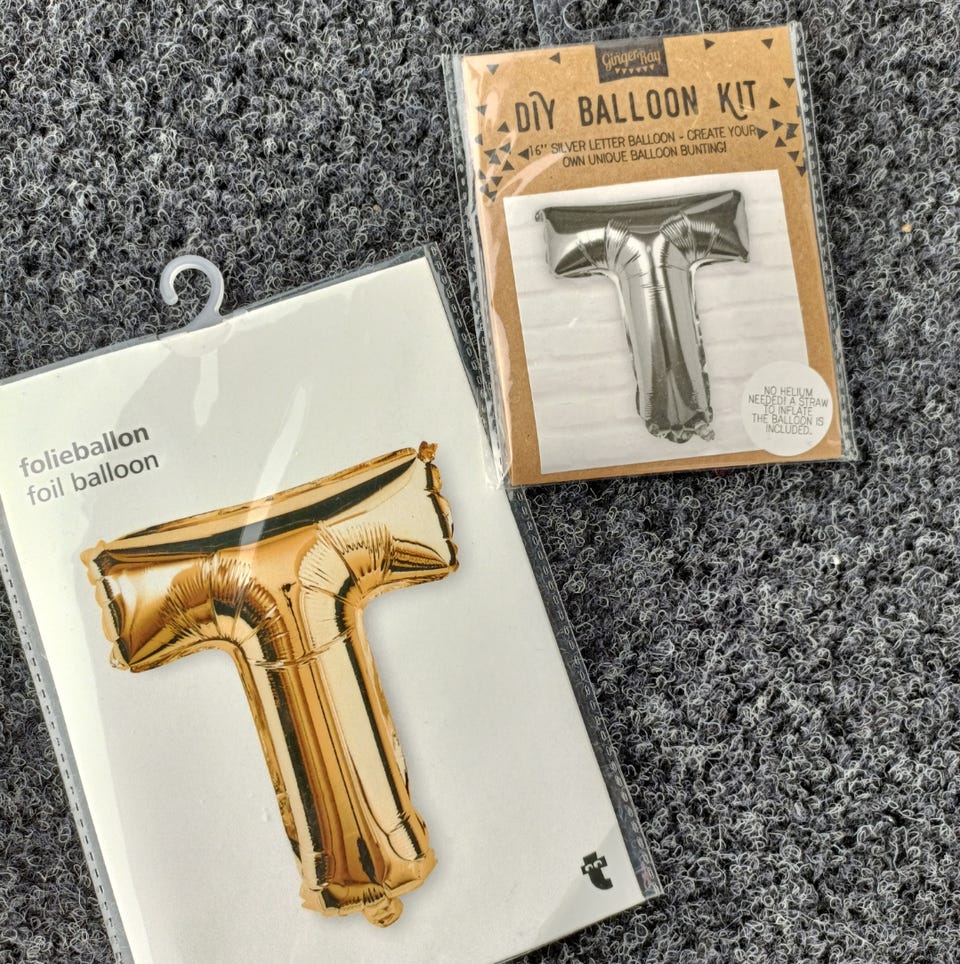 Ginger Ray
DIY BALLOON KIT
16" SILVER LETTER BALLOON - CREATE YOUR
OWN UNIQUE BALLOON BUNTING!
NO HELIUM
NEEDED! A STRAW
TO INFLATE
THE BALLOON IS
INCLUDED.
folieballon
foil balloon
T
T
t